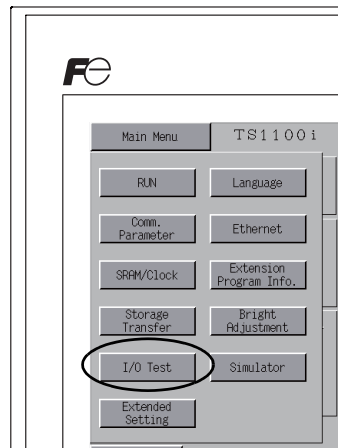 Fe
Main Menu
TS1100i
RUN
Language
Comm.
Parameter
Ethernet
SRAM/Clock
Extension
Program Info.
Storage
Transfer
Bright
Adjustment
I/O Test
Simulator
Extended
Setting